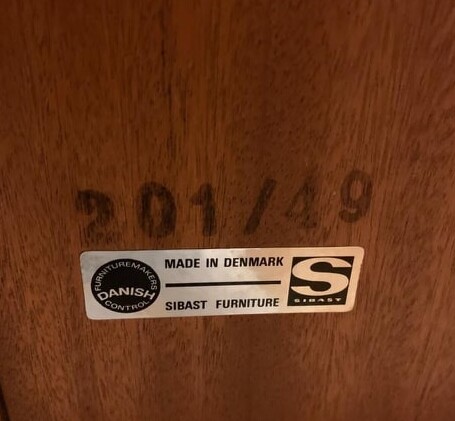 201/49
FURNITUREMAKERS
DANISH
CONTROL
MADE IN DENMARK
SIBAST FURNITURE
S
SIBAST